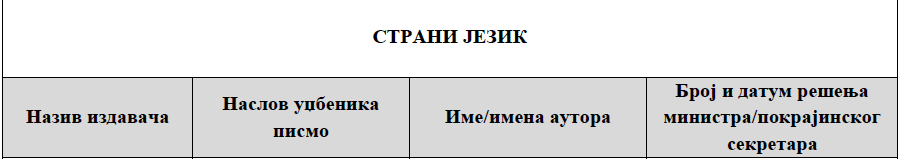 СТРАНИ ЈЕЗИК
Назив издавача
Наслов уџбеника
писмо
Име/имена аутора
Број и датум решења
министра/покрајинског
секретара